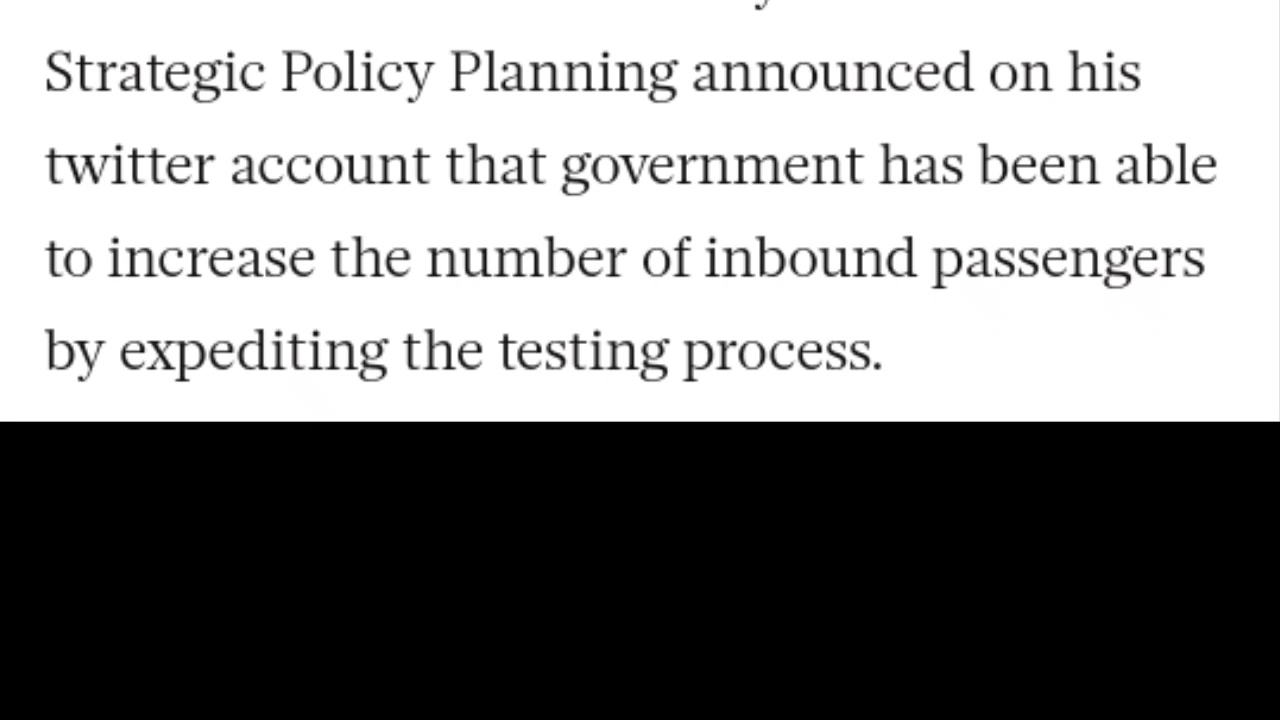 Strategic Policy Planning announced on his
twitter account that government has been able
to increase the number of inbound passengers
by expediting the testing process.